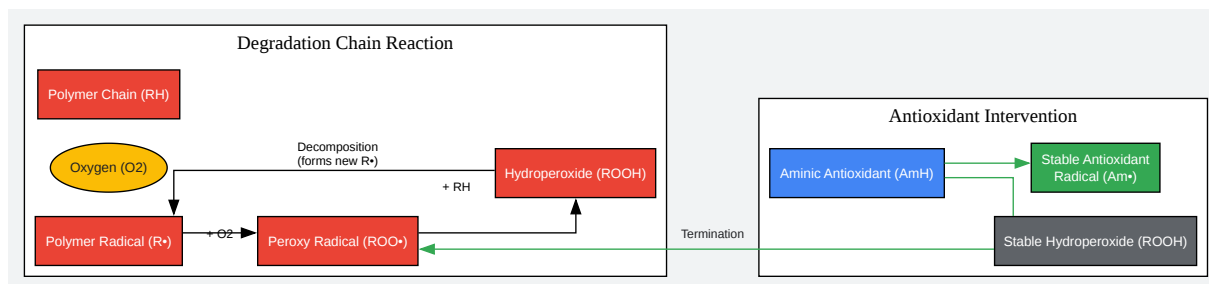 Degradation Chain Reaction
Polymer Chain (RH)
Oxygen (O2)
Decomposition
(forms new R•)
Hydroperoxide (ROOH)
+ RH
Polymer Radical (R•)
+ O2
Peroxy Radical (ROO•)
Termination
Antioxidant Intervention
Aminic Antioxidant (AmH)
Stable Antioxidant
Radical (Am•)
Stable Hydroperoxide (ROOH)